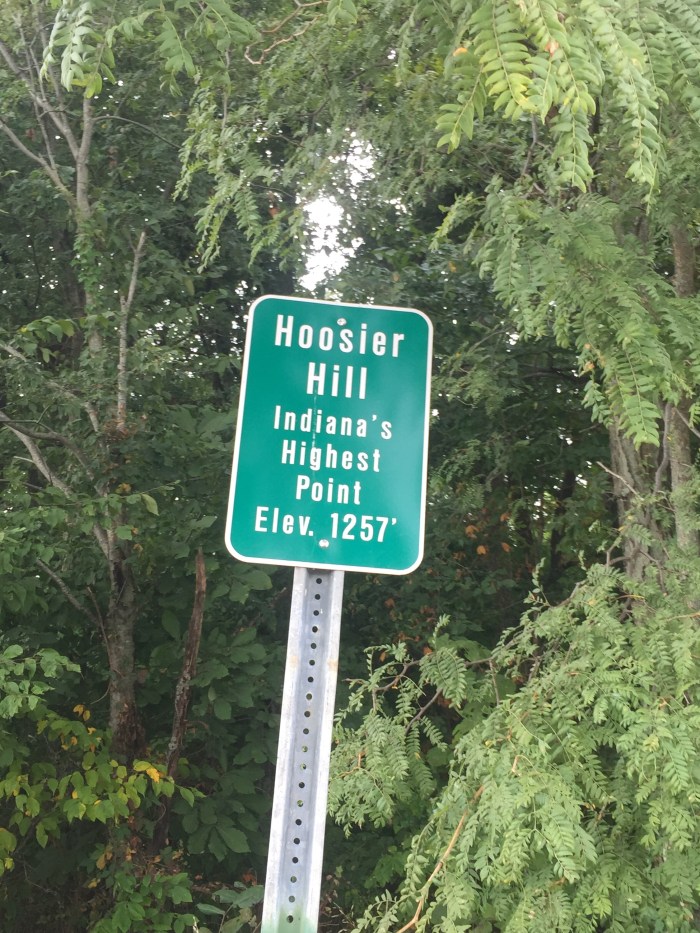 Hoosier
Hill
Indiana's
Highest
Point
Elev. 1257'